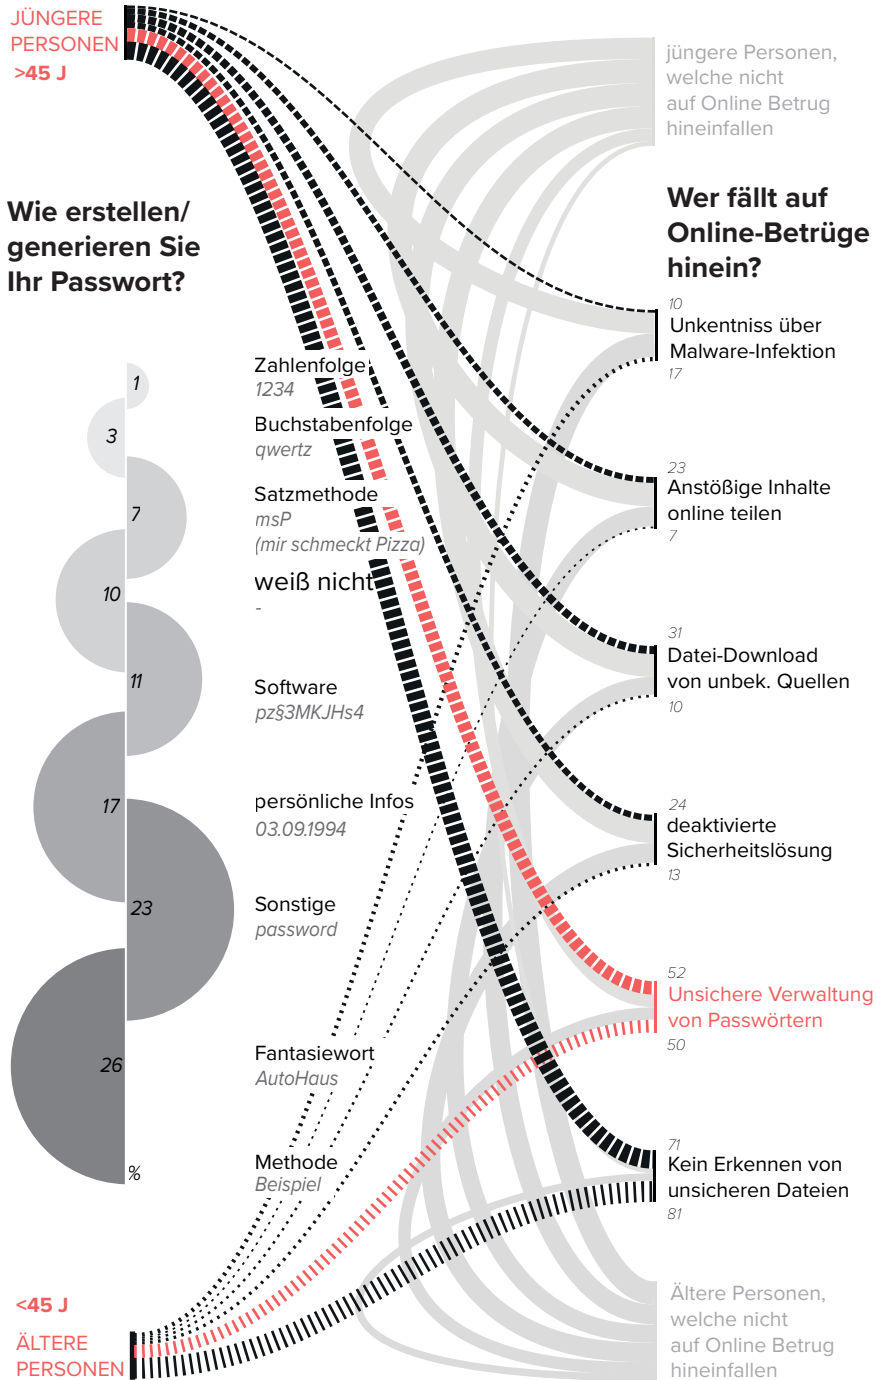 JÜNGERE
PERSONEN
>45 J
jüngere Personen,
welche nicht
auf Online Betrug
hineinfallen
Wie erstellen/
generieren Sie
Ihr Passwort?
1
3
7
10
11
17
23
26
%
Zahlenfolge
1234
Buchstabenfolge
qwertz
Satzmethode
msP
(mir schmeckt Pizza)
weiß nicht
-
Software
pz§3MKJHs4
persönliche Infos
03.09.1994
Sonstige
password
Fantasiewort
AutoHaus
Methode
Beispiel
Wer fällt auf
Online-Betrüge
hinein?
10
Unkentniss über
Malware-Infektion
17
23
Anstößige Inhalte
online teilen
7
31
Datei-Download
von unbek. Quellen
10
24
deaktivierte
Sicherheitslösung
13
52
Unsichere Verwaltung
von Passwörtern
50
71
Kein Erkennen von
unsicheren Dateien
81
<45 J
ÄLTERE
PERSONEN
Ältere Personen,
welche nicht
auf Online Betrug
hineinfallen